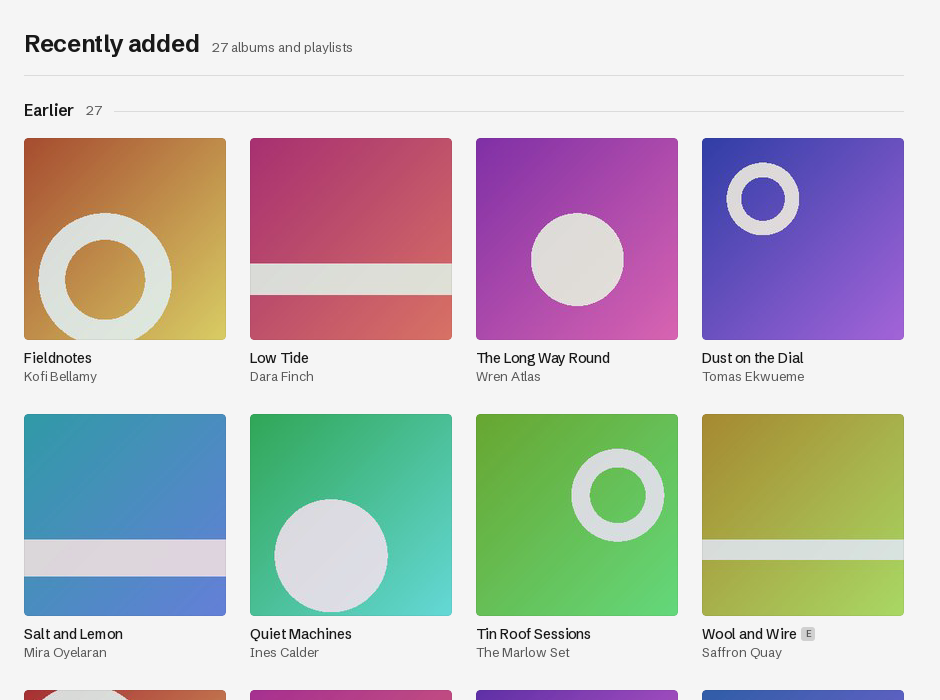 Recently added 27 albums and playlists
Earlier 27
Fieldnotes
Kofi Bellamy
Low Tide
Dara Finch
The Long Way Round
Wren Atlas
Dust on the Dial
Tomas Ekwueme
Salt and Lemon
Mira Oyelaran
Quiet Machines
Ines Calder
Tin Roof Sessions
The Marlow Set
Wool and Wire E
Saffron Quay